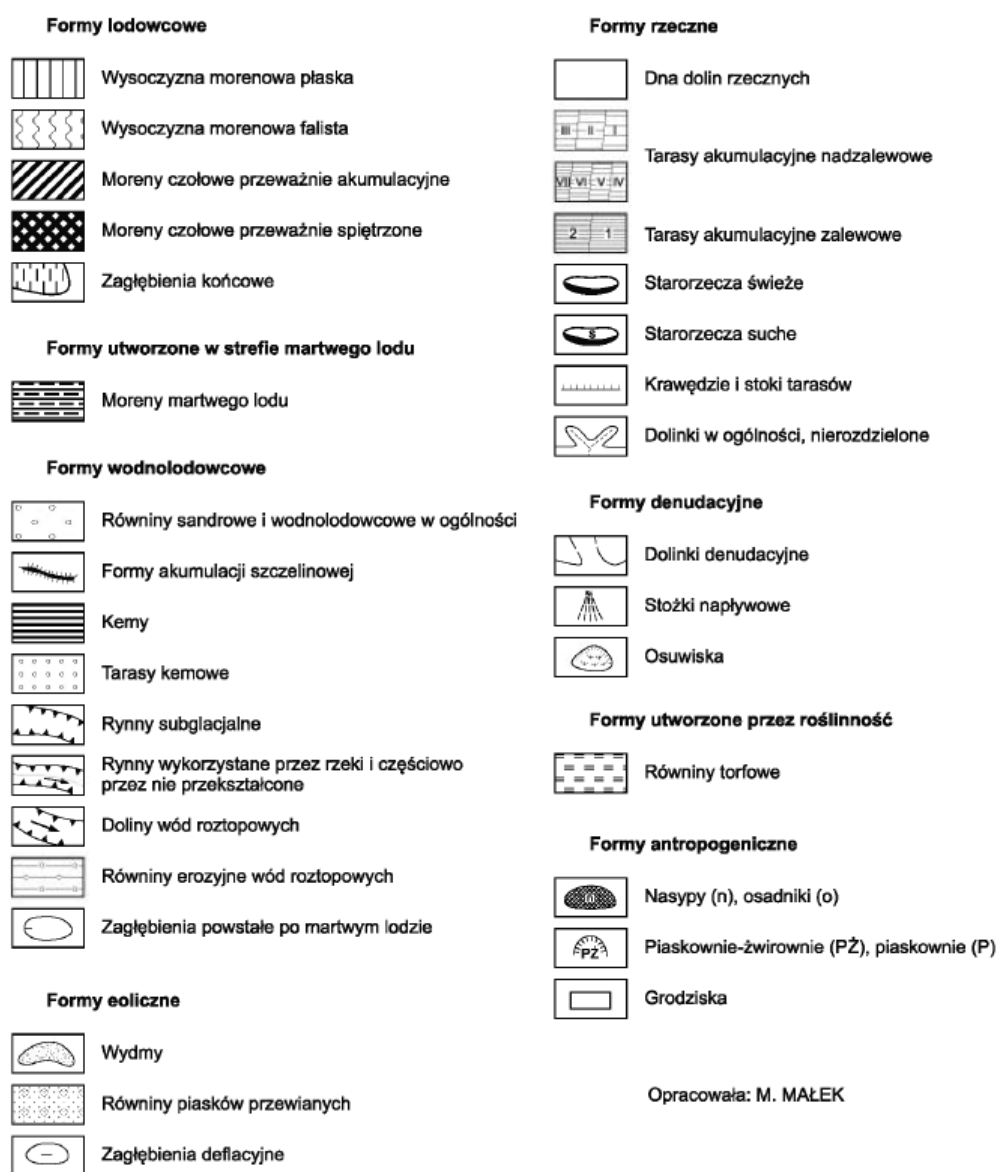 Formy lodowcowe
Wysoczyzna morenowa płaska
Wysoczyzna morenowa falista
Moreny czołowe przeważnie akumulacyjne
Moreny czołowe przeważnie spiętrzone
Zagłębienia końcowe
Formy utworzone w strefie martwego lodu
Moreny martwego lodu
Formy wodnolodowcowe
Równiny sandrowe i wodnolodowcowe w ogólności
Formy akumulacji szczelinowej
Kemy
Tarasy kemowe
Rynny subglacjalne
Rynny wykorzystane przez rzeki i częściowo
przez nie przekształcone
Doliny wód roztopowych
Równiny erozyjne wód roztopowych
Zagłębienia powstałe po martwym lodzie
Formy eoliczne
Wydmy
Równiny piasków przewianych
Zagłębienia deflacyjne
Formy rzeczne
Dna dolin rzecznych
III II I
Tarasy akumulacyjne nadzalewowe
VII VI V IV
2 1 Tarasy akumulacyjne zalewowe
Starorzecza świeże
s Starorzecza suche
Krawędzie i stoki tarasów
Dolinki w ogólności, nierozdzielone
Formy denudacyjne
Dolinki denudacyjne
Stożki napływowe
Osuwiska
Formy utworzone przez roślinność
Równiny torfowe
Formy antropogeniczne
n Nasypy (n), osadniki (o)
PŻ Piaskownie-żwirownie (PŻ), piaskownie (P)
Grodziska
Opracowała: M. MAŁEK